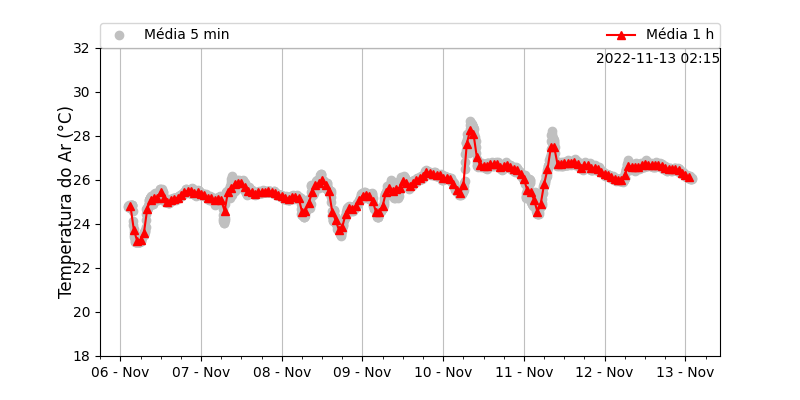 Média 5 min
Média 1 h
2022-11-13 02:15
Temperatura do Ar (°C)
32
30
28
26
24
22
20
18
06 - Nov
07 - Nov
08 - Nov
09 - Nov
10 - Nov
11 - Nov
12 - Nov
13 - Nov